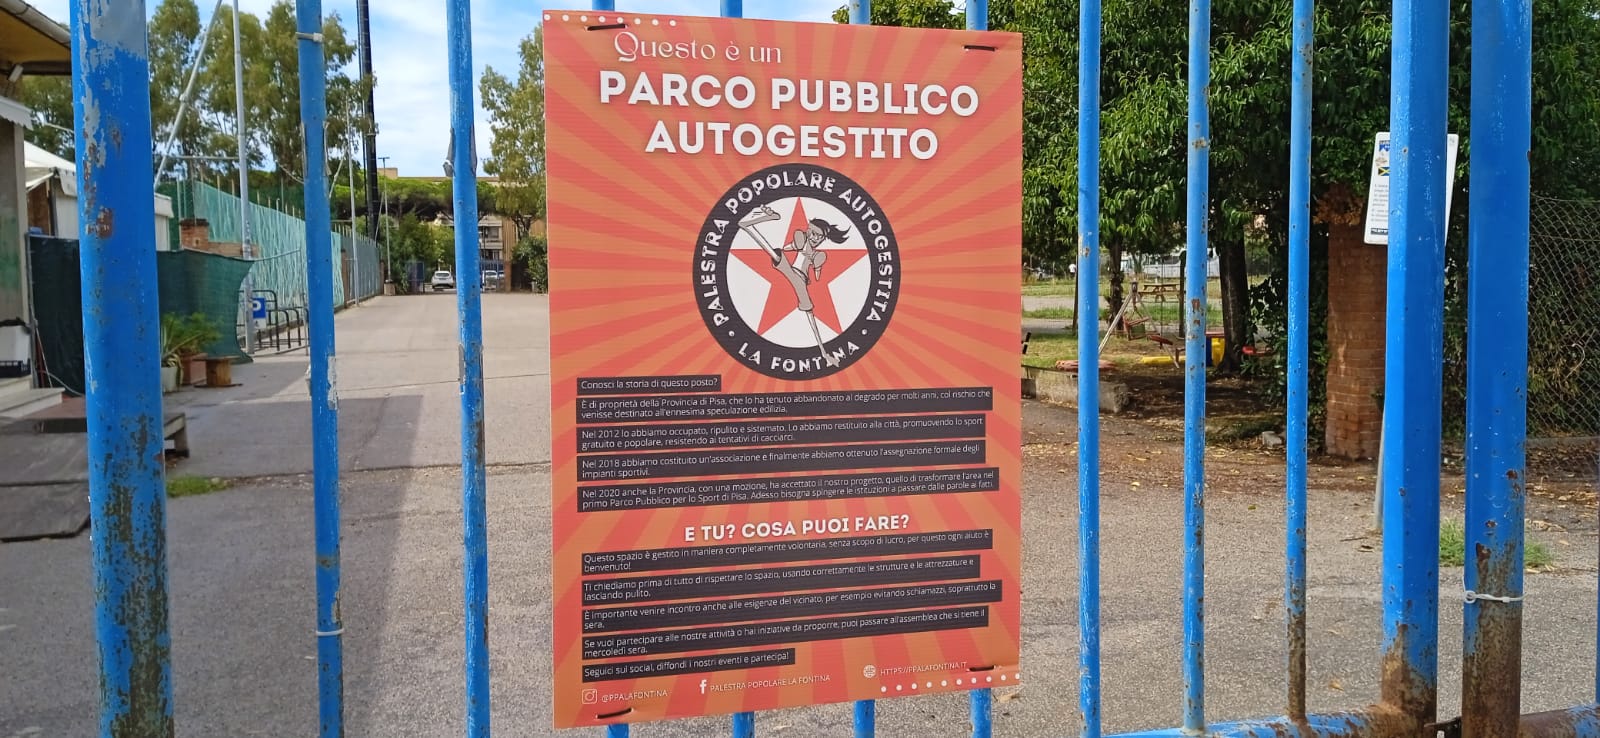 Questo è un
PARCO PUBBLICO
AUTOGESTITO
PALESTRA POPOLARE AUTOGESTITA
LA FONTINA
Conosci la storia di questo posto?
È di proprietà della Provincia di Pisa, che lo ha tenuto abbandonato al degrado per molti anni, col rischio che
venisse destinato all'ennesima speculazione edilizia.
Nel 2012 lo abbiamo occupato, ripulito e sistemato. Lo abbiamo restituito alla città, promuovendo lo sport
gratuito e popolare, resistendo ai tentativi di cacciarci.
Nel 2018 abbiamo costituito un'associazione e finalmente abbiamo ottenuto l'assegnazione formale degli
impianti sportivi.
Nel 2020 anche la Provincia, con una mozione, ha accettato il nostro progetto, quello di trasformare l'area nel
primo Parco Pubblico per lo Sport di Pisa. Adesso bisogna spingere le istituzioni a passare dalle parole ai fatti.
E TU? COSA PUOI FARE?
Questo spazio è gestito in maniera completamente volontaria, senza scopo di lucro, per questo ogni aiuto è
benvenuto!
Ti chiediamo prima di tutto di rispettare lo spazio, usando correttamente le strutture e le attrezzature e
lasciando pulito.
È importante venire incontro anche alle esigenze del vicinato, per esempio evitando schiamazzi, soprattutto la
sera.
Se vuoi partecipare alle nostre attività o hai iniziative da proporre, puoi passare all'assemblea che si tiene il
mercoledì sera.
Seguici sui social, diffondi i nostri eventi e partecipa!
@PPALAFONTINA
PALESTRA POPOLARE LA FONTINA
HTTPS://PPALAFONTINA.IT
P